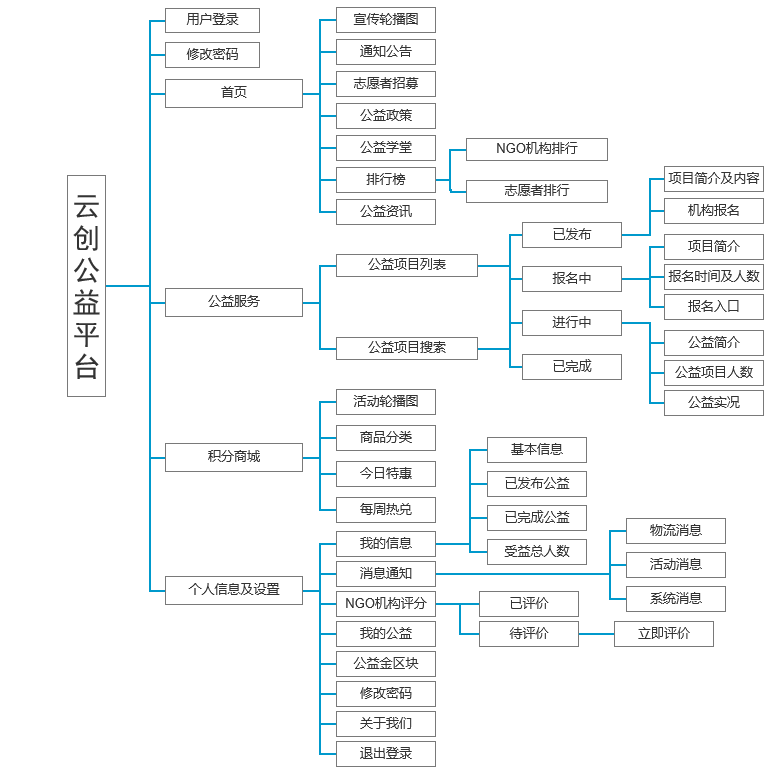 云创公益平台
用户登录
修改密码
首页
宣传轮播图
通知公告
志愿者招募
公益政策
公益学堂
排行榜
NGO机构排行
志愿者排行
公益资讯
公益服务
公益项目列表
公益项目搜索
已发布
项目简介及内容
机构报名
报名中
项目简介
报名时间及人数
报名入口
进行中
公益简介
公益项目人数
公益实况
已完成
积分商城
活动轮播图
商品分类
今日特惠
每周热兑
个人信息及设置
我的信息
基本信息
已发布公益
已完成公益
受益总人数
消息通知
物流消息
活动消息
系统消息
NGO机构评分
已评价
待评价
立即评价
我的公益
公益金区块
修改密码
关于我们
退出登录